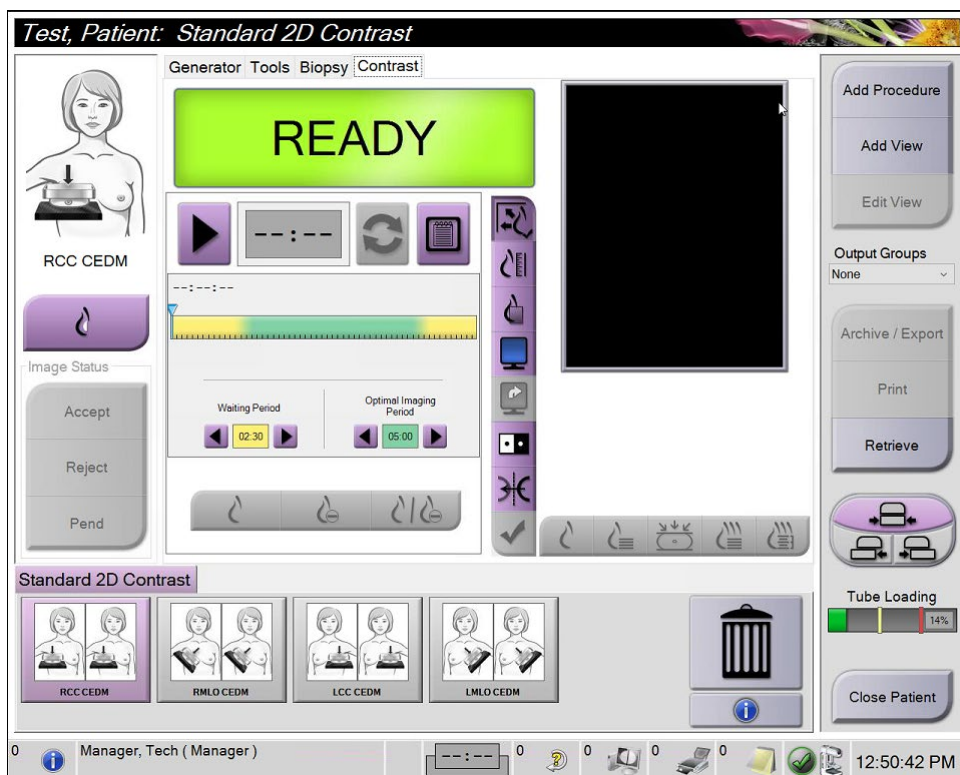 Test, Patient: Standard 2D Contrast
Generator Tools Biopsy Contrast
READY
--:--
--:--:--
Waiting Period
02:30
Optimal Imaging
Period
05:00
RCC CEDM
Image Status
Accept
Reject
Pend
Add Procedure
Add View
Edit View
Output Groups
None
Archive / Export
Print
Retrieve
Tube Loading
14%
Close Patient
Standard 2D Contrast
RCC CEDM
RMLO CEDM
LCC CEDM
LMLO CEDM
0 Manager, Tech ( Manager ) --:-- 0 0 0 0 12:50:42 PM